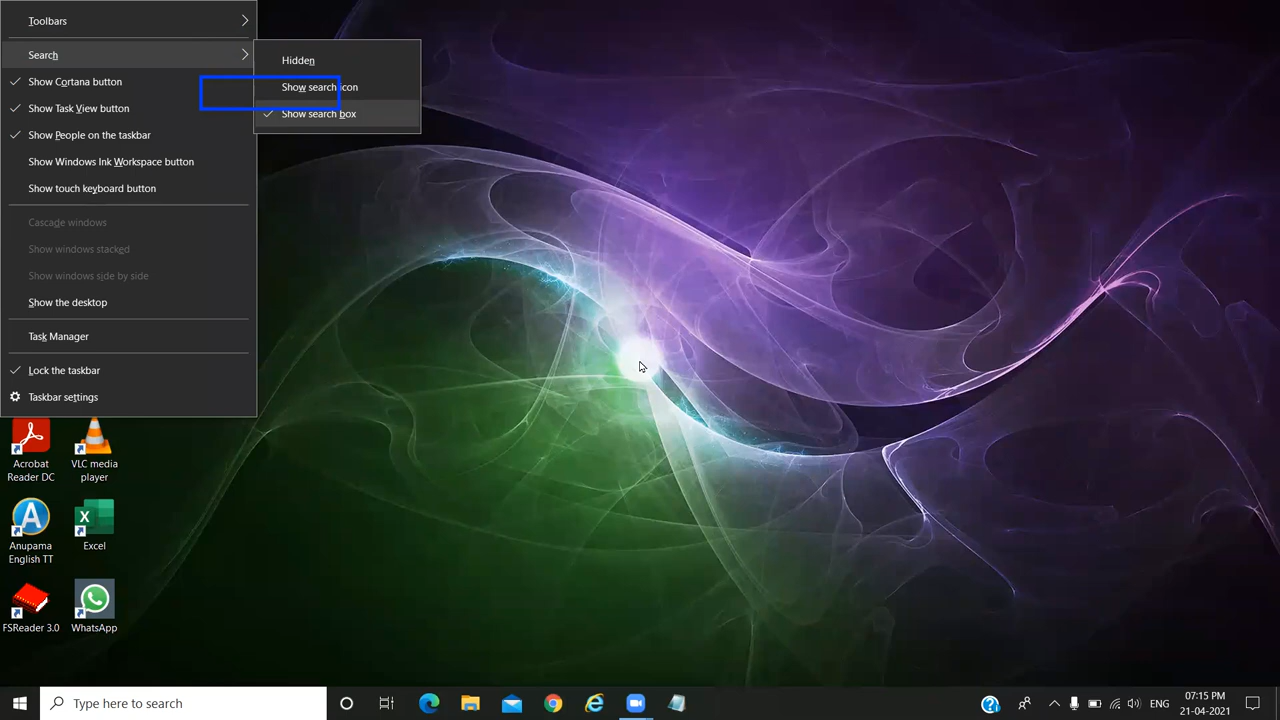 Toolbars
Search
Show Cortana button
Show Task View button
Show People on the taskbar
Show Windows Ink Workspace button
Show touch keyboard button
Cascade windows
Show windows stacked
Show windows side by side
Show the desktop
Task Manager
Lock the taskbar
Taskbar settings
Hidden
Show search icon
Show search box
Acrobat
Reader DC
VLC media
player
Anupama
English TT
Excel
FSReader 3.0
WhatsApp
Type here to search
ENG
07:15 PM
21-04-2021